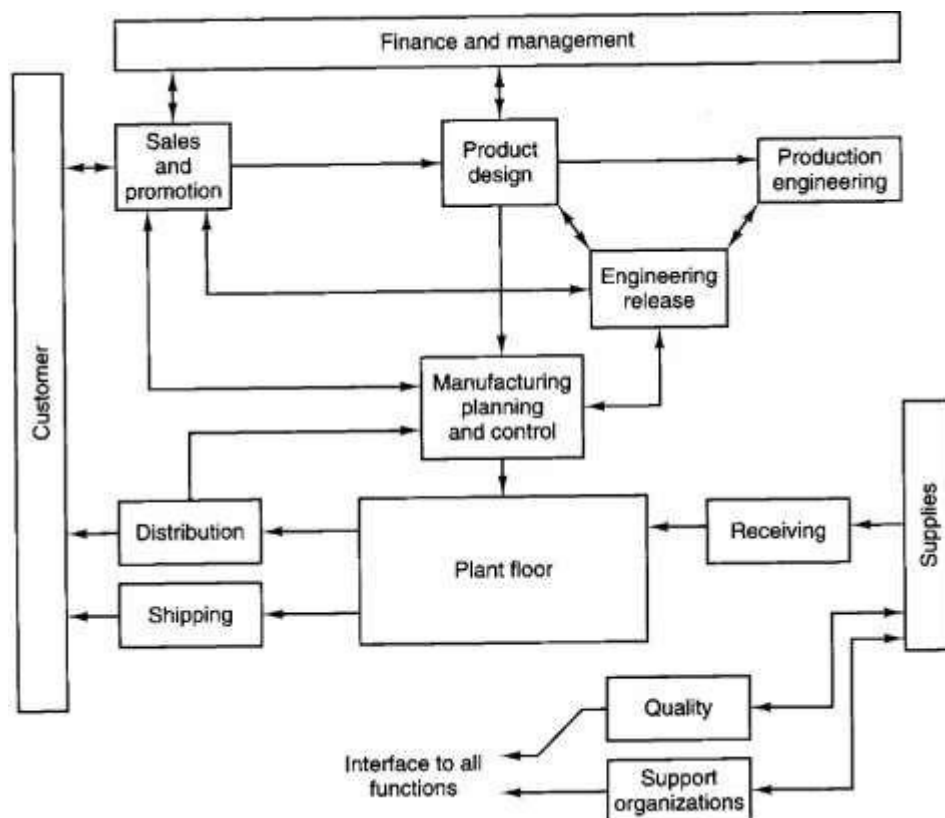 Finance and management
Sales
and
promotion
Product
design
Production
engineering
Engineering
release
Customer
Manufacturing
planning
and control
Supplies
Distribution
Plant floor
Receiving
Shipping
Quality
Interface to all
functions
Support
organizations